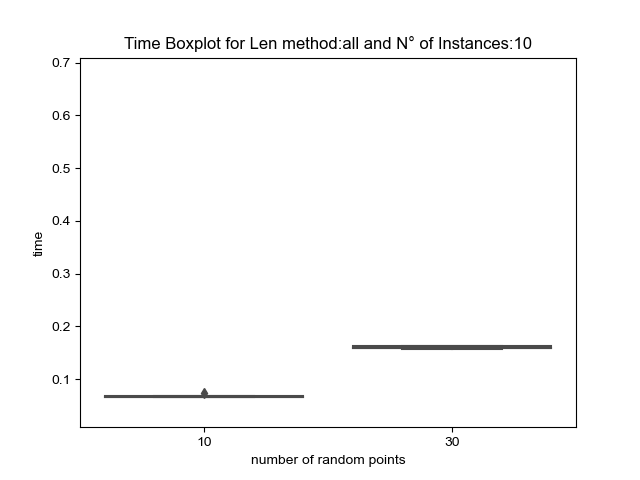 Time Boxplot for Len method:all and N° of Instances:10
0.7
0.6
0.5
0.4
0.3
0.2
0.1
time
10 30
number of random points